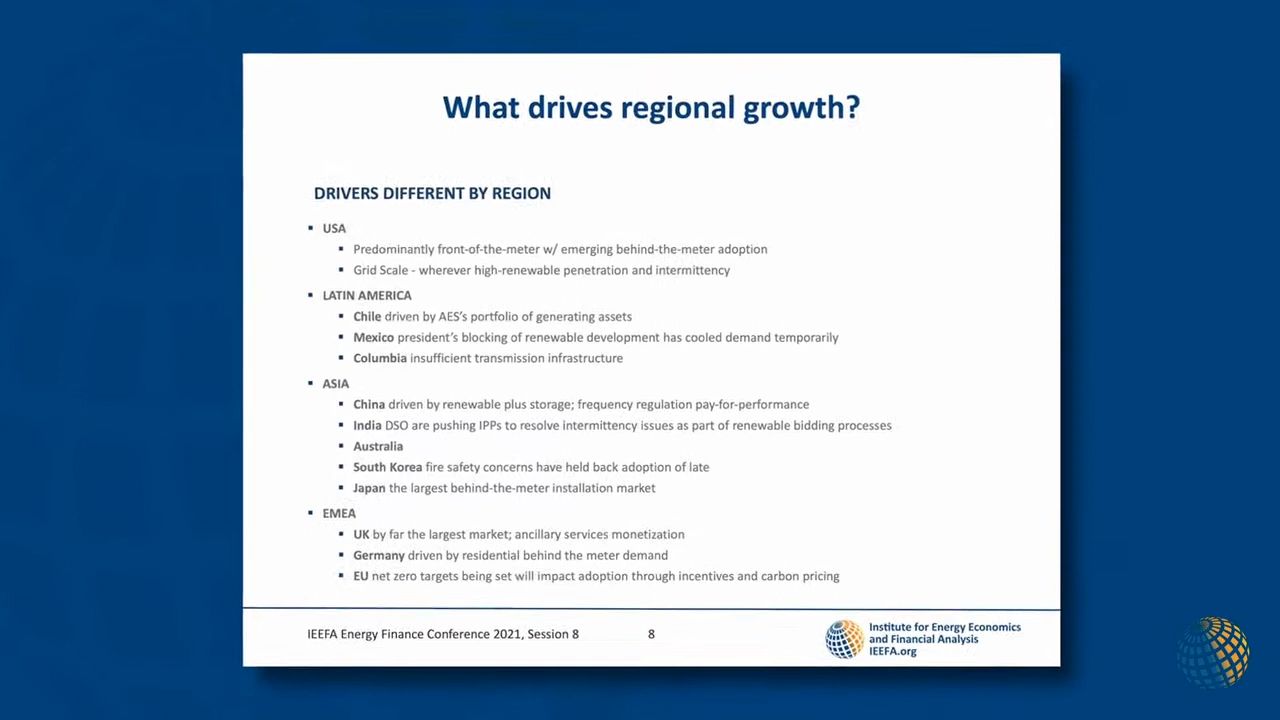 What drives regional growth?
DRIVERS DIFFERENT BY REGION
▪ USA
▪ Predominantly front-of-the-meter w/ emerging behind-the-meter adoption
▪ Grid Scale - wherever high-renewable penetration and intermittency
▪ LATIN AMERICA
▪ Chile driven by AES’s portfolio of generating assets
▪ Mexico president’s blocking of renewable development has cooled demand temporarily
▪ Columbia insufficient transmission infrastructure
▪ ASIA
▪ China driven by renewable plus storage; frequency regulation pay-for-performance
▪ India DSO are pushing IPPs to resolve intermittency issues as part of renewable bidding processes
▪ Australia
▪ South Korea fire safety concerns have held back adoption of late
▪ Japan the largest behind-the-meter installation market
▪ EMEA
▪ UK by far the largest market; ancillary services monetization
▪ Germany driven by residential behind the meter demand
▪ EU net zero targets being set will impact adoption through incentives and carbon pricing
IEEFA Energy Finance Conference 2021, Session 8
8
Institute for Energy Economics
and Financial Analysis
IEEFA.org